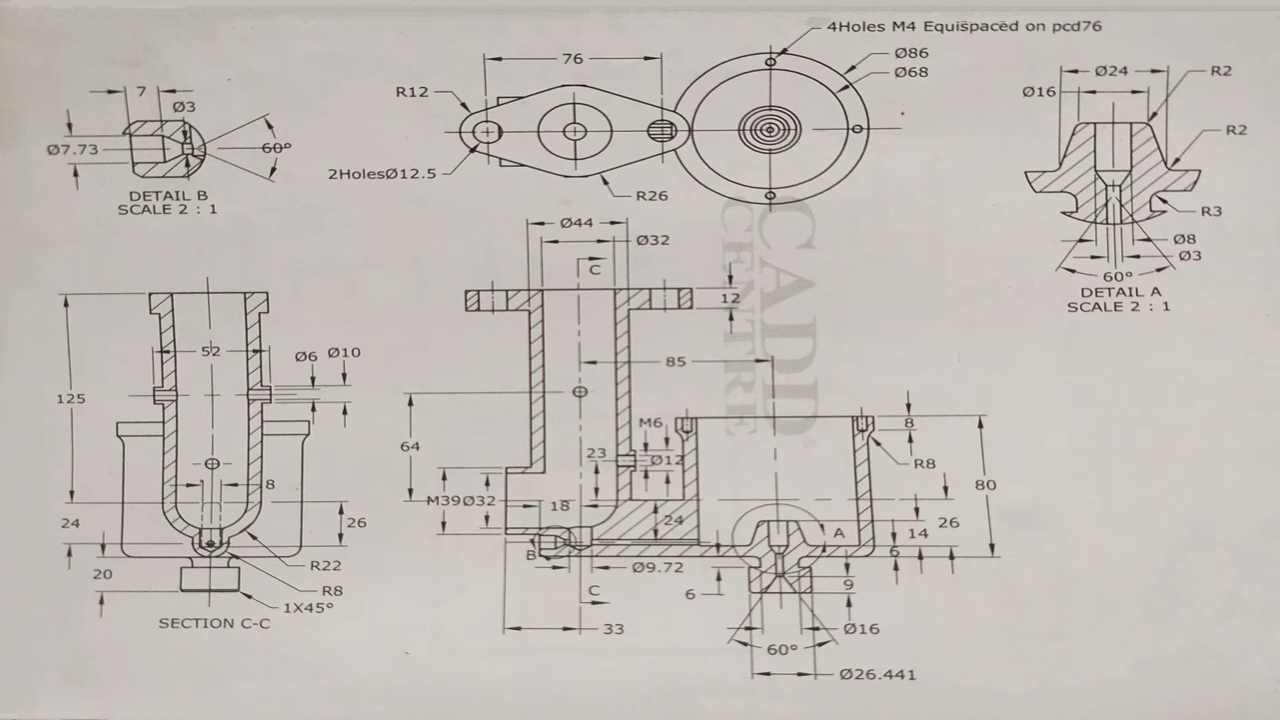 4Holes M4 Equispaced on pcd76
76
Ø86
Ø68
R12
2HolesØ12.5
R26
7
Ø3
Ø7.73
60°
DETAIL B
SCALE 2 : 1
Ø24
R2
Ø16
R2
R3
Ø8
Ø3
60°
DETAIL A
SCALE 2 : 1
CADD
CENTRE
Ø44
Ø32
C
12
85
125
52
Ø6
Ø10
8
24
26
20
R22
R8
1X45°
SECTION C-C
64
M6
23
Ø12
M39
Ø32
18
24
B
Ø9.72
C
33
6
8
R8
80
26
14
6
A
9
Ø16
60°
Ø26.441